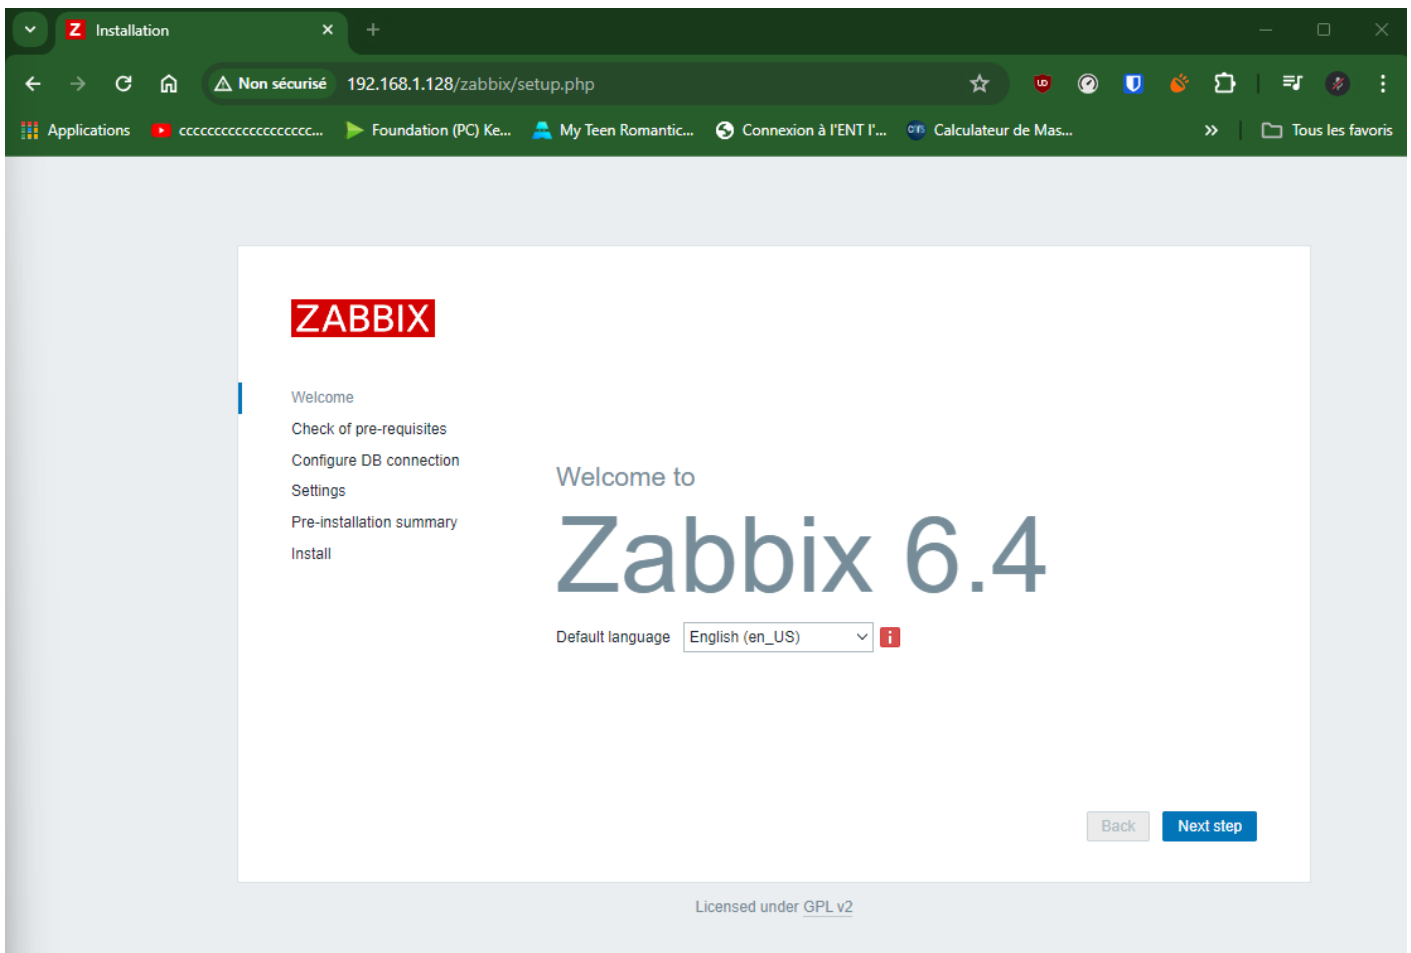 Z Installation
Non sécurisé 192.168.1.128/zabbix/setup.php
Applications cccccccccccccccccc... Foundation (PC) Ke... My Teen Romantic... Connexion à l'ENT l'... Calculateur de Mas... Tous les favoris
ZABBIX
Welcome
Check of pre-requisites
Configure DB connection
Settings
Pre-installation summary
Install
Welcome to
Zabbix 6.4
Default language English (en_US) i
Back Next step
Licensed under GPL v2